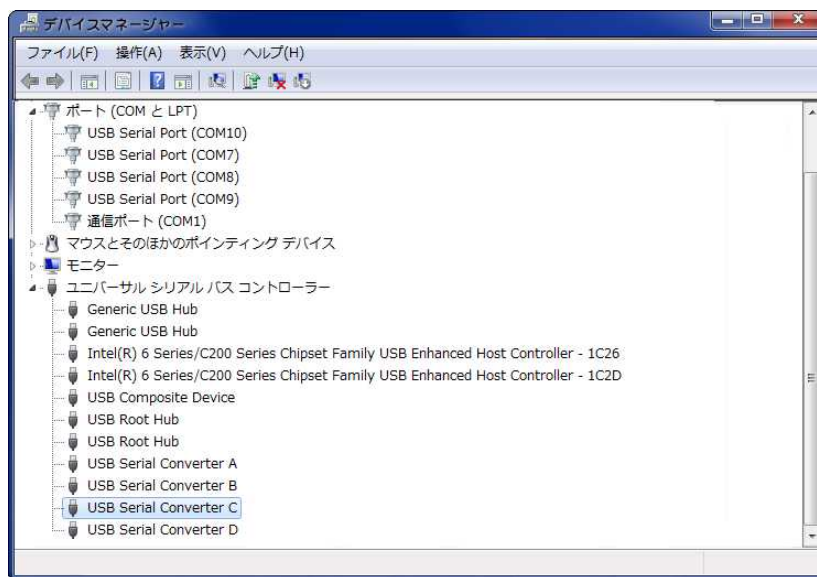 デバイスマネージャー
ファイル(F) 操作(A) 表示(V) ヘルプ(H)
ポート (COM と LPT)
USB Serial Port (COM10)
USB Serial Port (COM7)
USB Serial Port (COM8)
USB Serial Port (COM9)
通信ポート (COM1)
マウスとそのほかのポインティング デバイス
モニター
ユニバーサル シリアル バス コントローラー
Generic USB Hub
Generic USB Hub
Intel(R) 6 Series/C200 Series Chipset Family USB Enhanced Host Controller - 1C26
Intel(R) 6 Series/C200 Series Chipset Family USB Enhanced Host Controller - 1C2D
USB Composite Device
USB Root Hub
USB Root Hub
USB Serial Converter A
USB Serial Converter B
USB Serial Converter C
USB Serial Converter D